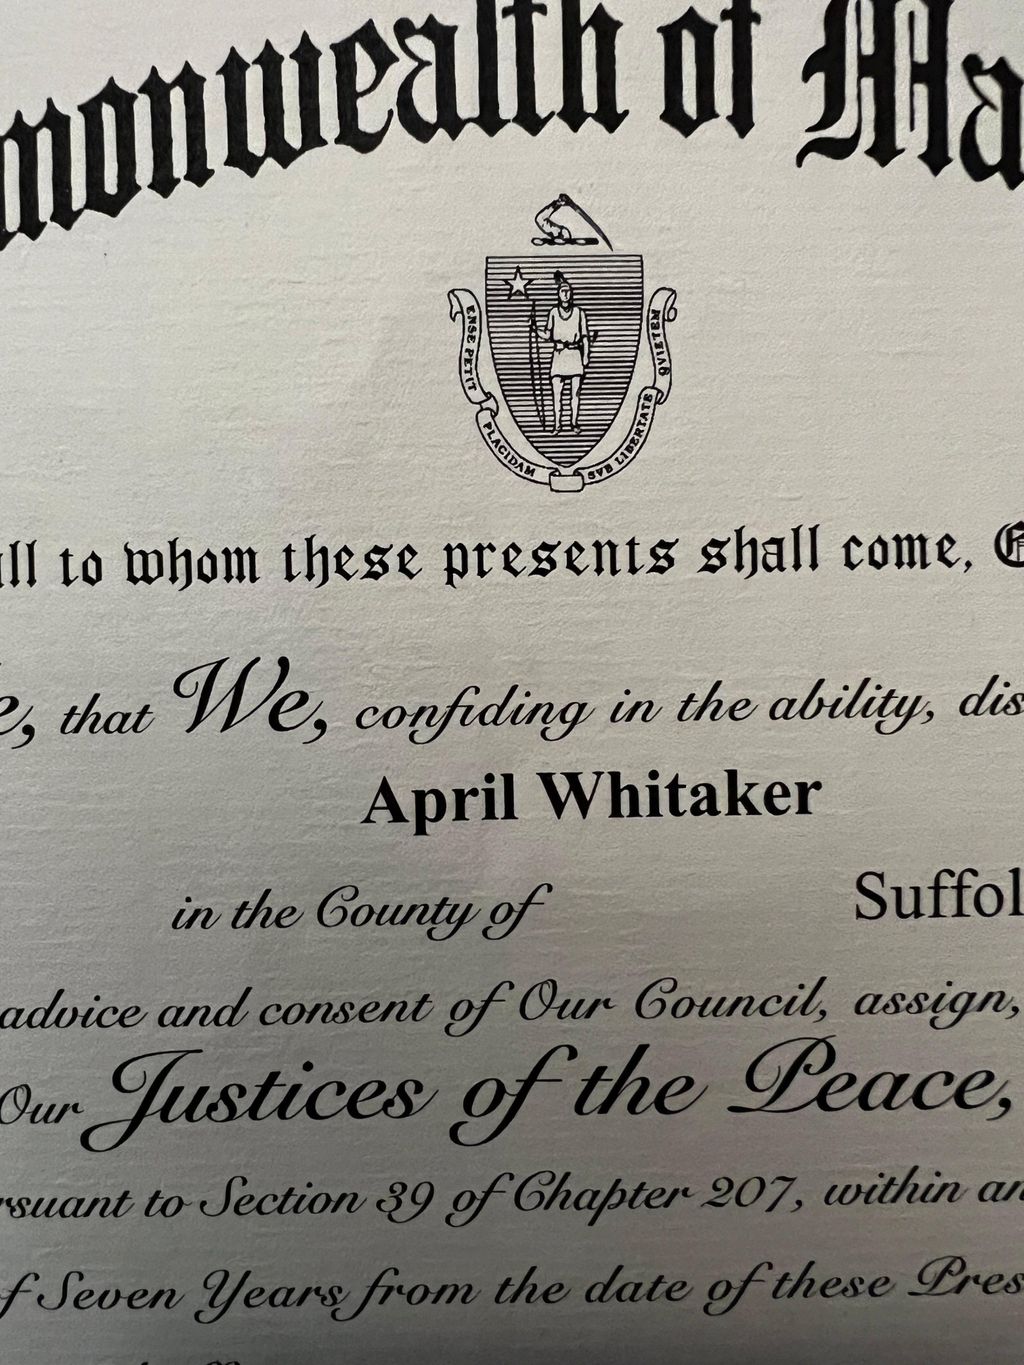 monwealth of Ma
ENSE PETIT PLACIDAM SVB LIBERTATE QVIETEM
all to whom these presents shall come, G
e, that We, confiding in the ability, dis
April Whitaker
in the County of Suffol
advice and consent of Our Council, assign,
Our Justices of the Peace,
rsuant to Section 39 of Chapter 207, within an
of Seven Years from the date of these Pres